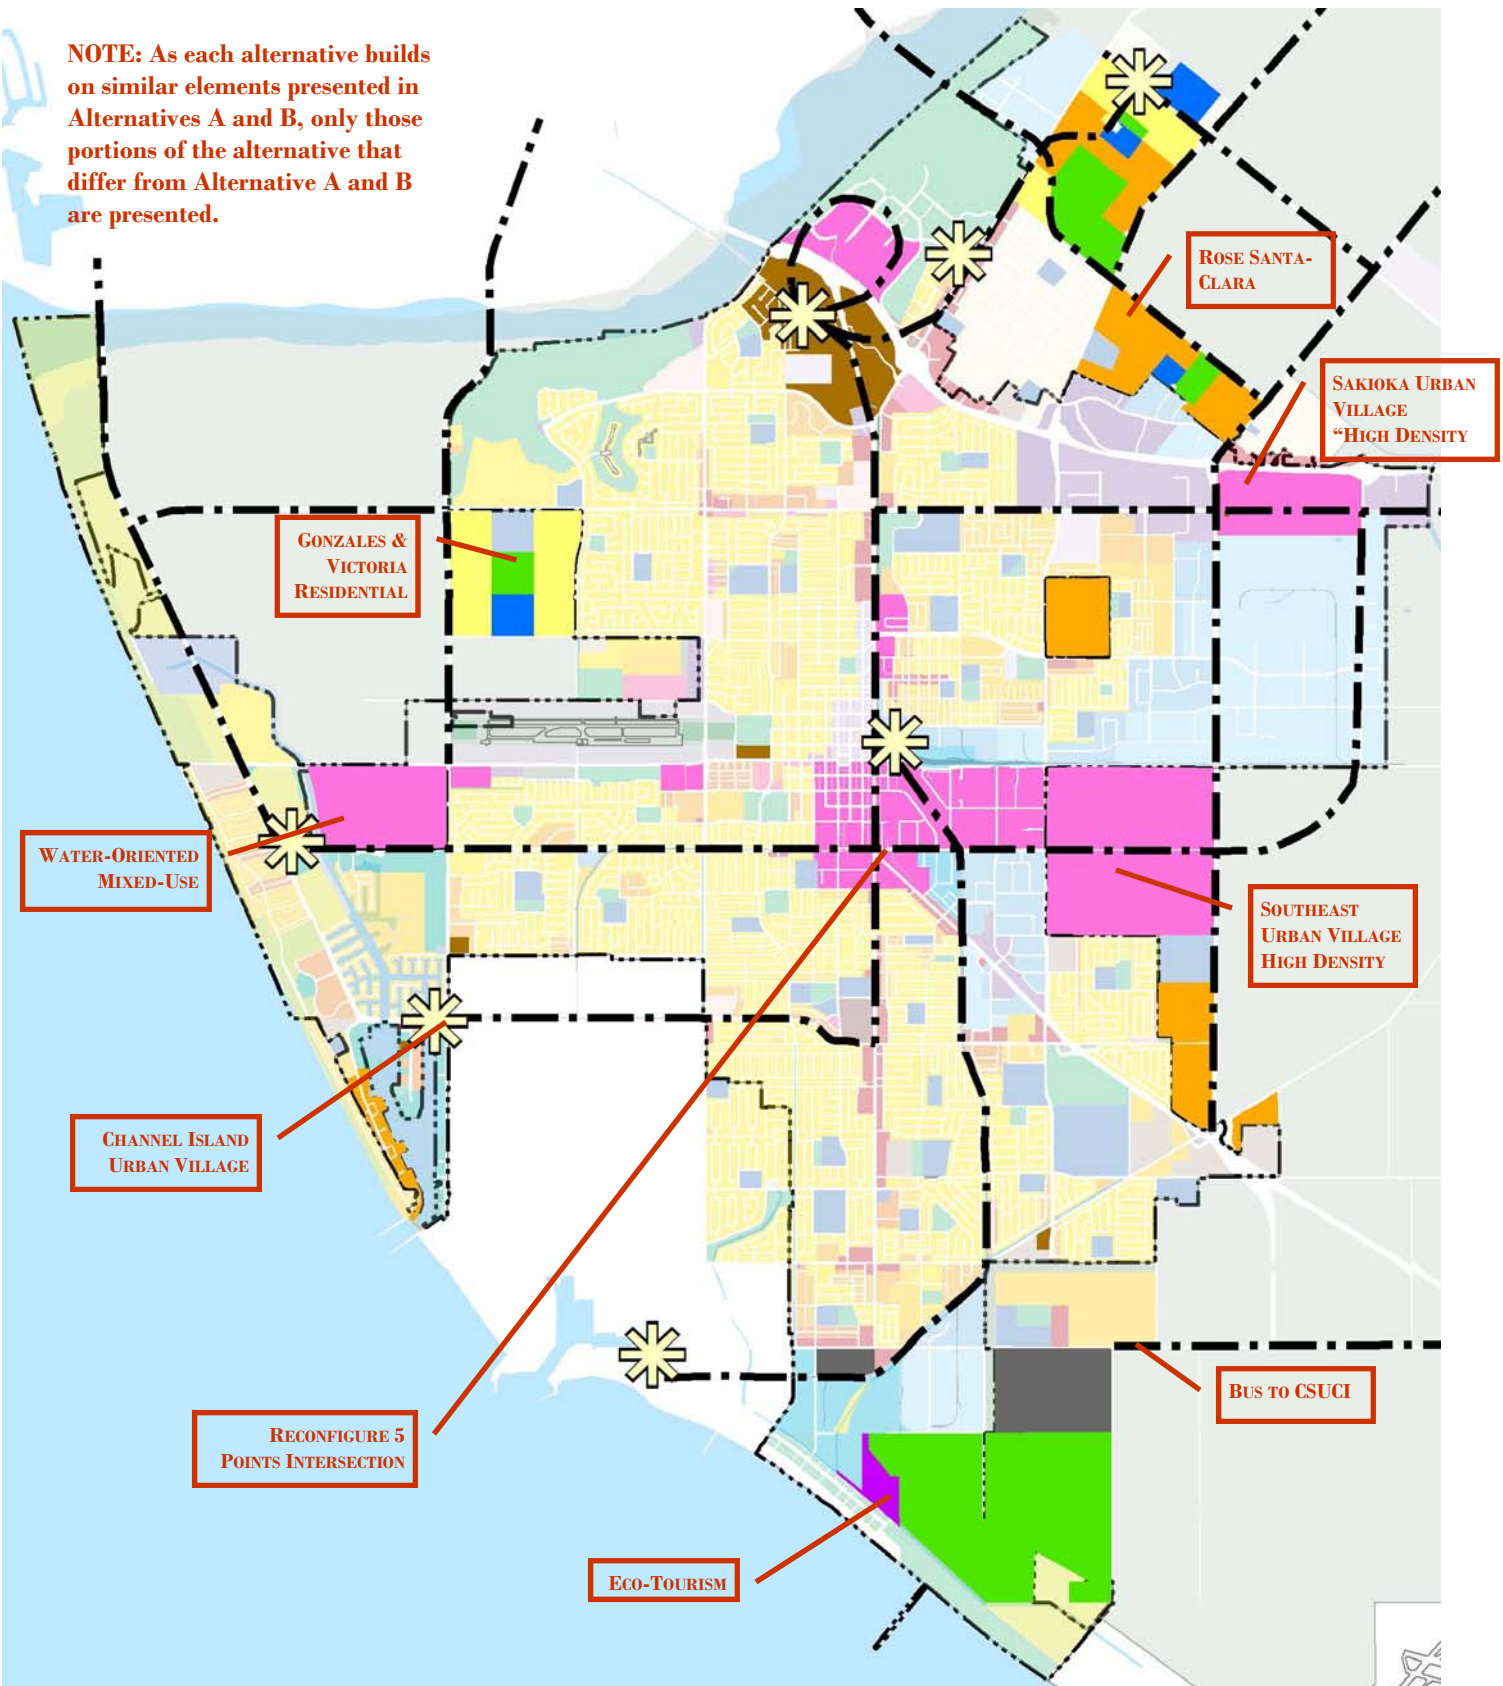 NOTE: As each alternative builds
on similar elements presented in
Alternatives A and B, only those
portions of the alternative that
differ from Alternative A and B
are presented.
ROSE SANTA-
CLARA
SAKIOKA URBAN
VILLAGE
“HIGH DENSITY
GONZALES &
VICTORIA
RESIDENTIAL
WATER-ORIENTED
MIXED-USE
SOUTHEAST
URBAN VILLAGE
HIGH DENSITY
CHANNEL ISLAND
URBAN VILLAGE
BUS TO CSUCI
RECONFIGURE 5
POINTS INTERSECTION
ECO-TOURISM